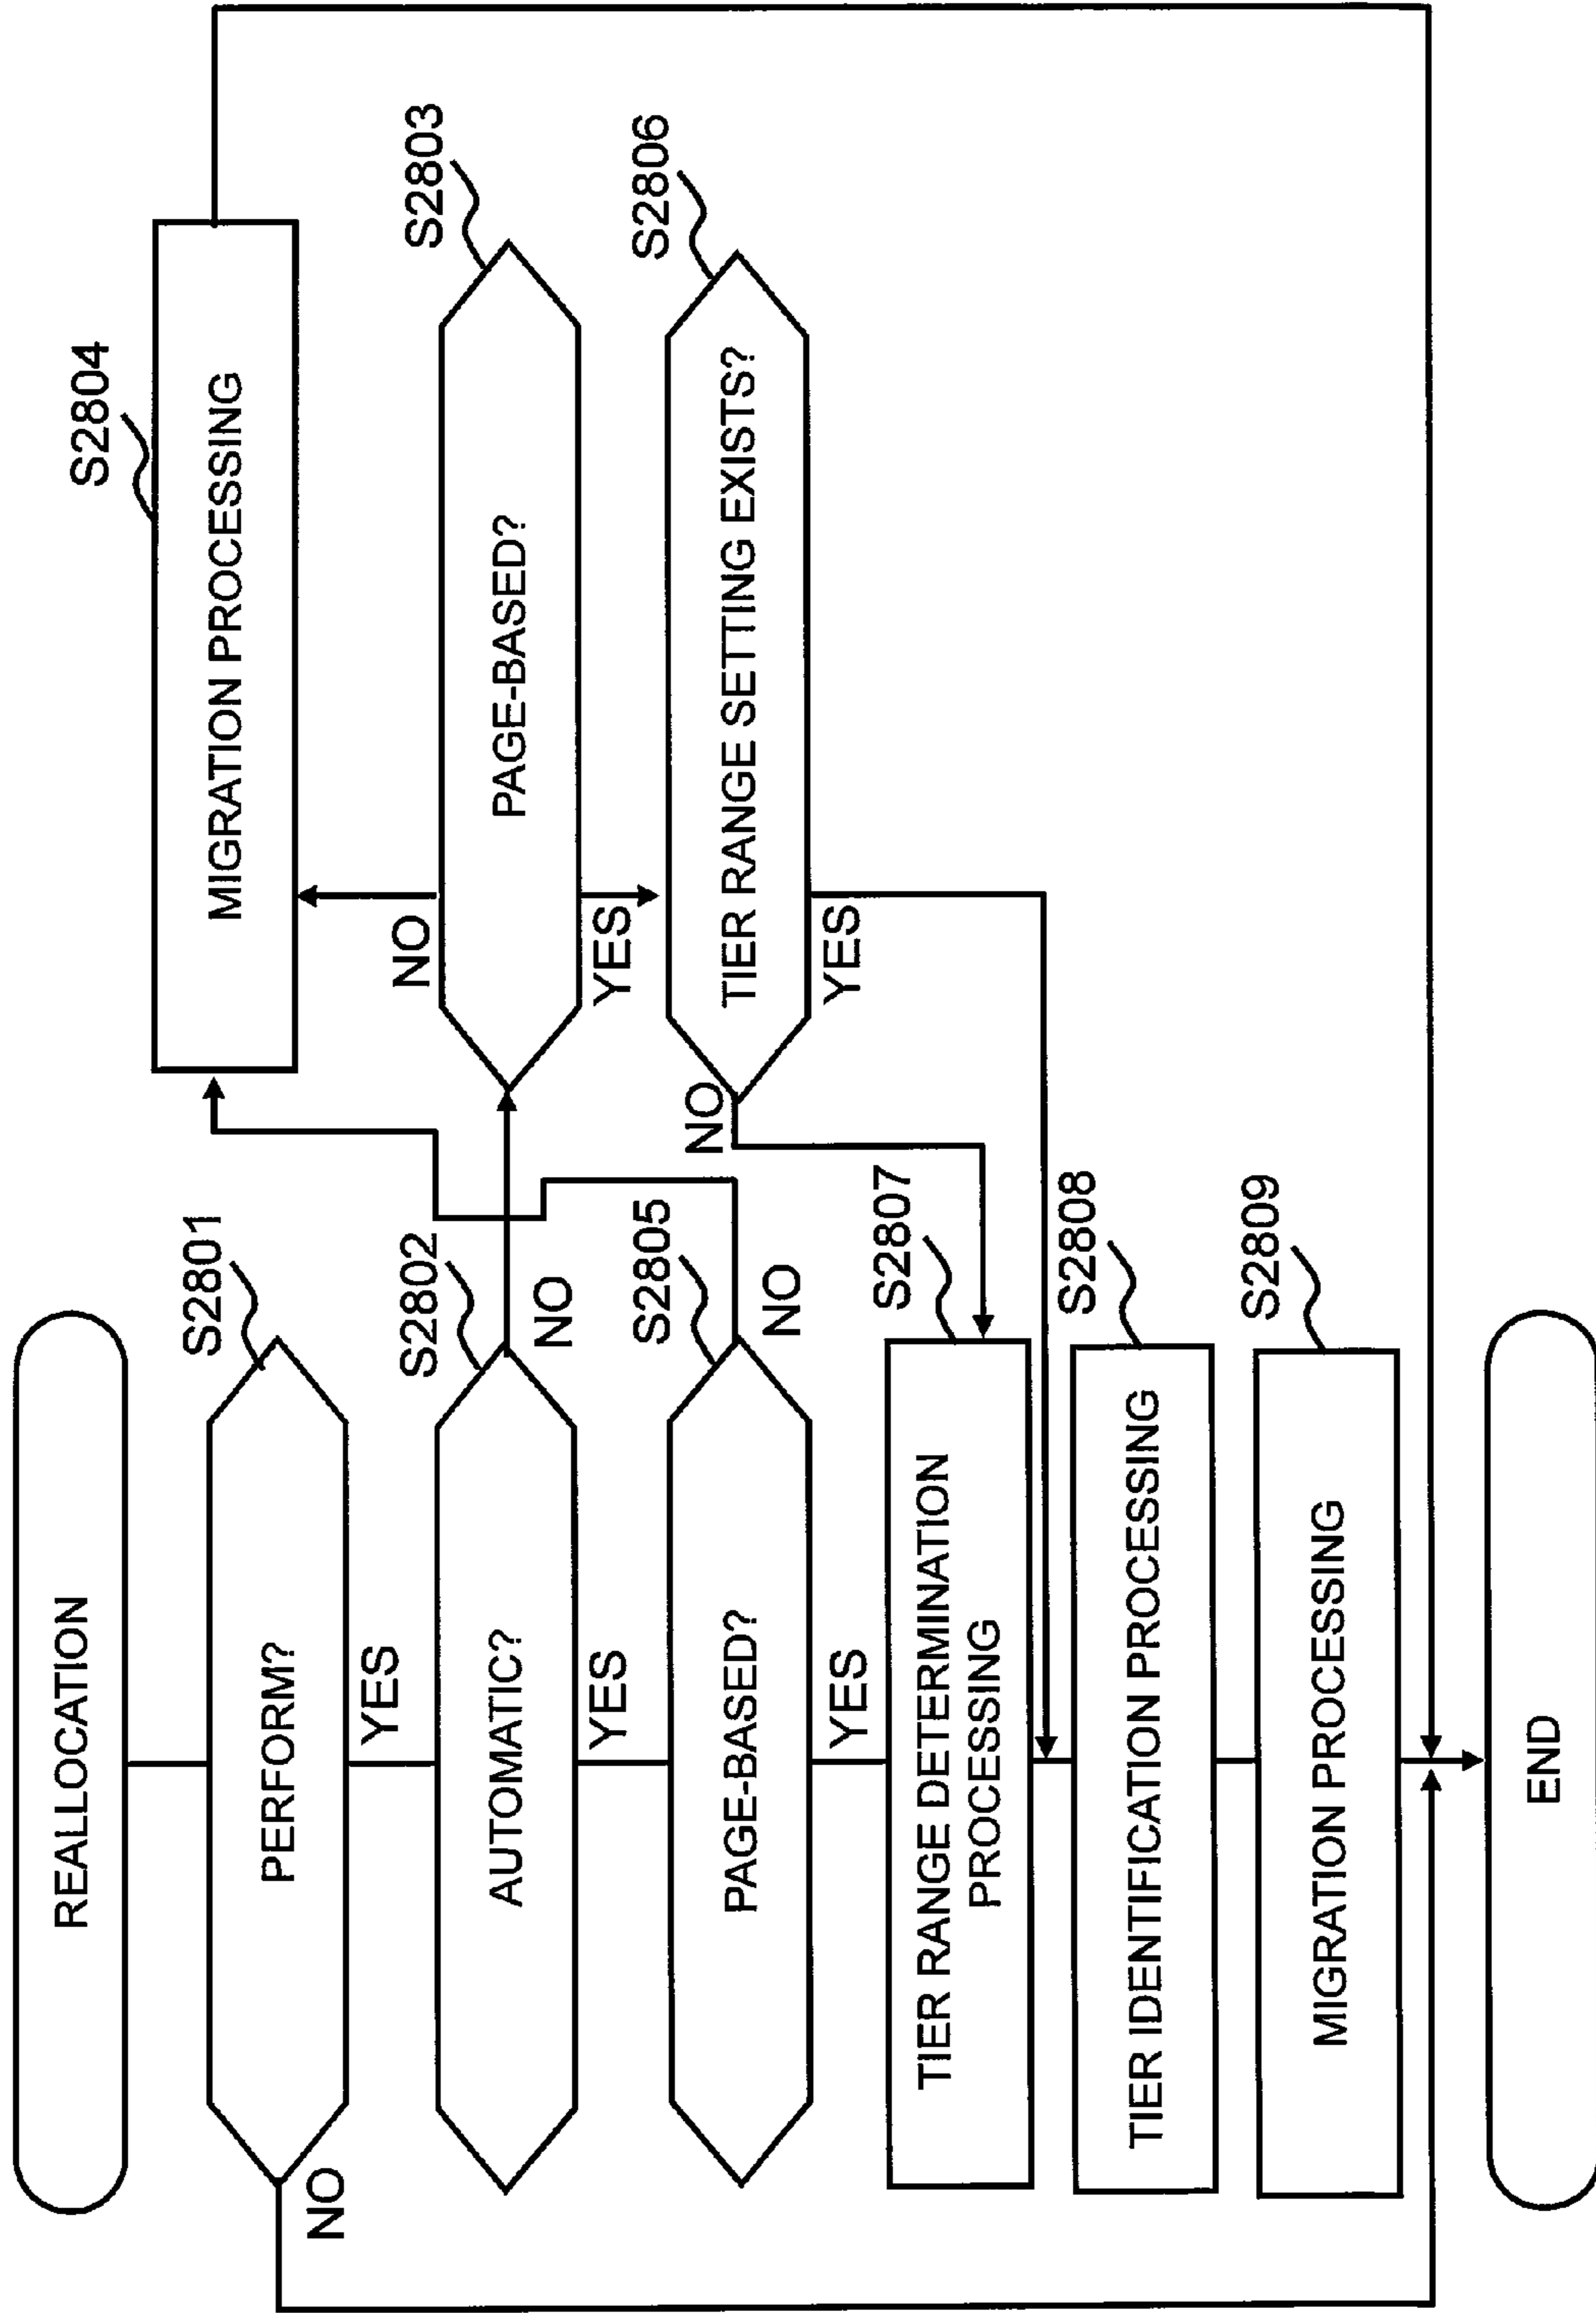 REALLOCATION
S2801
PERFORM?
NO
YES
S2802
AUTOMATIC?
NO
YES
S2803
PAGE-BASED?
NO
YES
S2804
MIGRATION PROCESSING
S2805
PAGE-BASED?
NO
YES
S2806
TIER RANGE SETTING EXISTS?
NO
YES
S2807
TIER RANGE DETERMINATION
PROCESSING
S2808
TIER IDENTIFICATION PROCESSING
S2809
MIGRATION PROCESSING
END